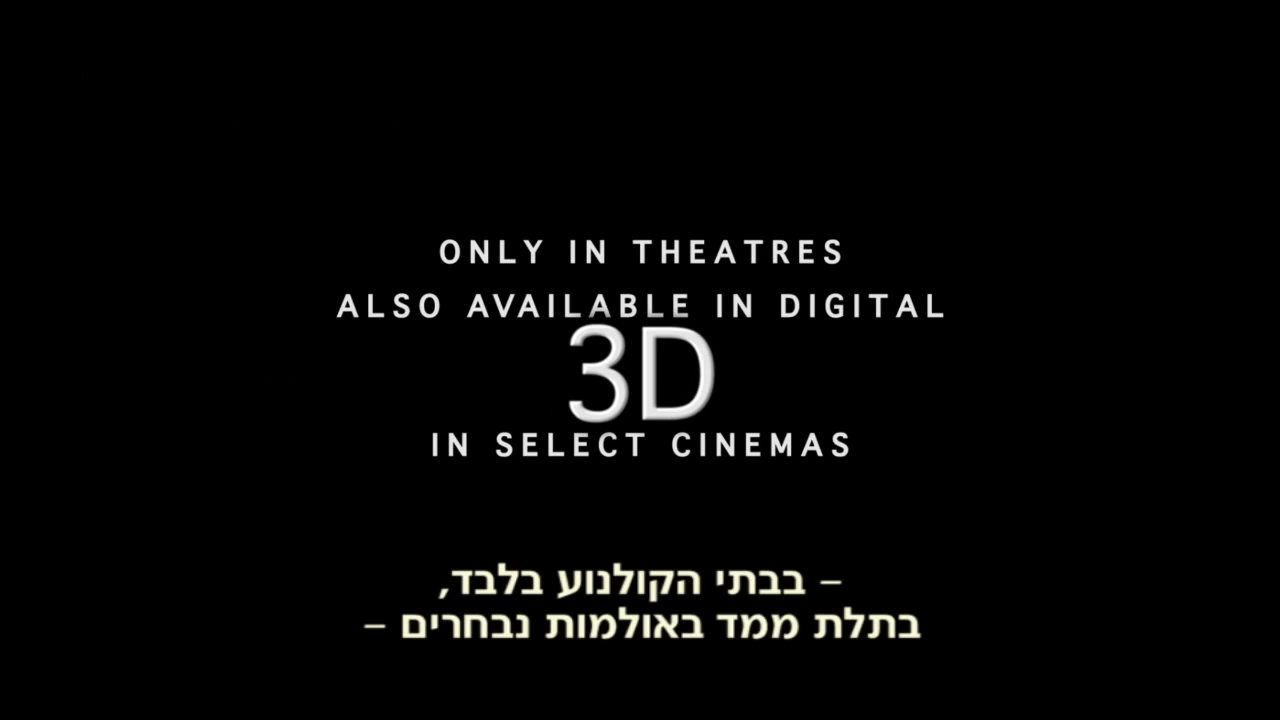 ONLY IN THEATRES
ALSO AVAILABLE IN DIGITAL
3D
IN SELECT CINEMAS
– בבתי הקולנוע בלבד,
בתלת ממד באולמות נבחרים –